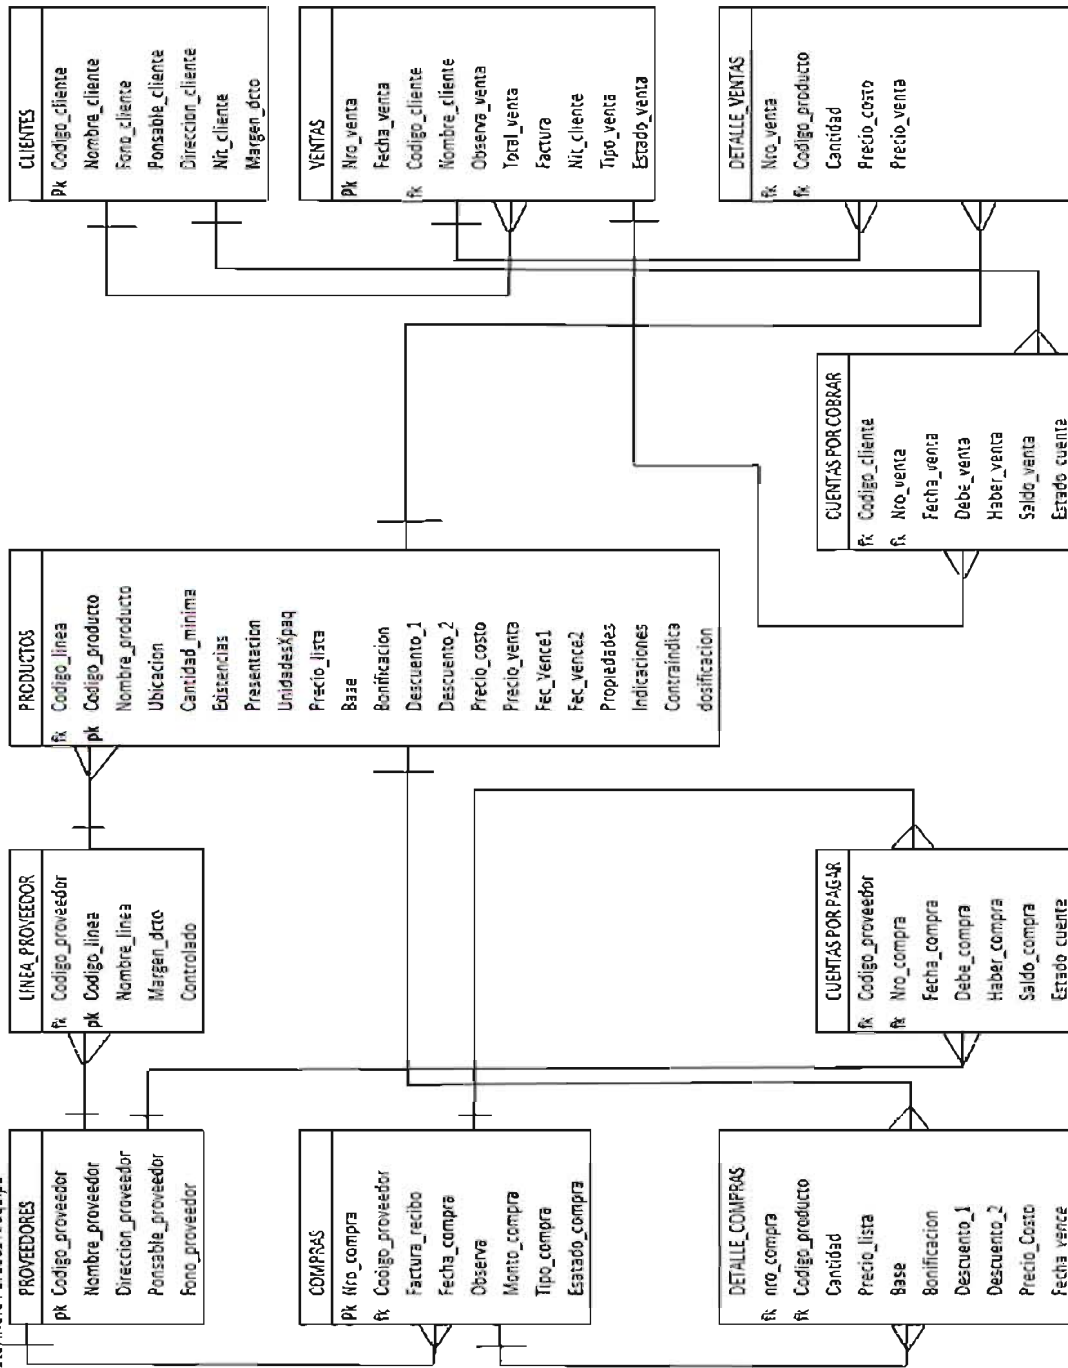 PROVEEDORES
pk Codigo_proveedor
Nombre_proveedor
Direccion_proveedor
Ponsable_proveedor
Fono_proveedor
LINEA_PROVEEDOR
fk Codigo_proveedor
pk Codigo_linea
Nombre_linea
Margen_dcto
Controlado
PRODUCTOS
fk Codigo_linea
pk Codigo_producto
Nombre_producto
Ubicacion
Cantidad_minima
Existencias
Presentacion
UnidadesXpaq
Precio_lista
Base
Bonificacion
Descuento_1
Descuento_2
Precio_costo
Precio_venta
Fec_Vence1
Fec_vence2
Propiedades
Indicaciones
Contraindica
dosificacion
CLIENTES
Pk Codigo_cliente
Nombre_cliente
Fono_cliente
Ponsable_cliente
Direccion_cliente
Nit_cliente
Margen_dcto
COMPRAS
Pk Nro_compra
fk Codigo_proveedor
Factura_recibo
Fecha_compra
Observa
Monto_compra
Tipo_compra
Esatado_compra
VENTAS
Pk Nro_venta
Fecha_venta
fk Codigo_cliente
Nombre_cliente
Observa_venta
Total_venta
Factura
Nit_cliente
Tipo_venta
Estado_venta
DETALLE_COMPRAS
fk nro_compra
fk Codigo_producto
Cantidad
Precio_lista
Base
Bonificacion
Descuento_1
Descuento_2
Precio_Costo
Fecha_vence
CUENTAS POR PAGAR
fk Codigo_proveedor
fk Nro_compra
Fecha_compra
Debe_compra
Haber_compra
Saldo_compra
Estado cuenta
CUENTAS POR COBRAR
fk Codigo_cliente
fk Nro_venta
Fecha_venta
Debe_venta
Haber_venta
Saldo_venta
Estado cuenta
DETALLE_VENTAS
fk Nro_venta
fk Codigo_producto
Cantidad
Precio_costo
Precio_venta